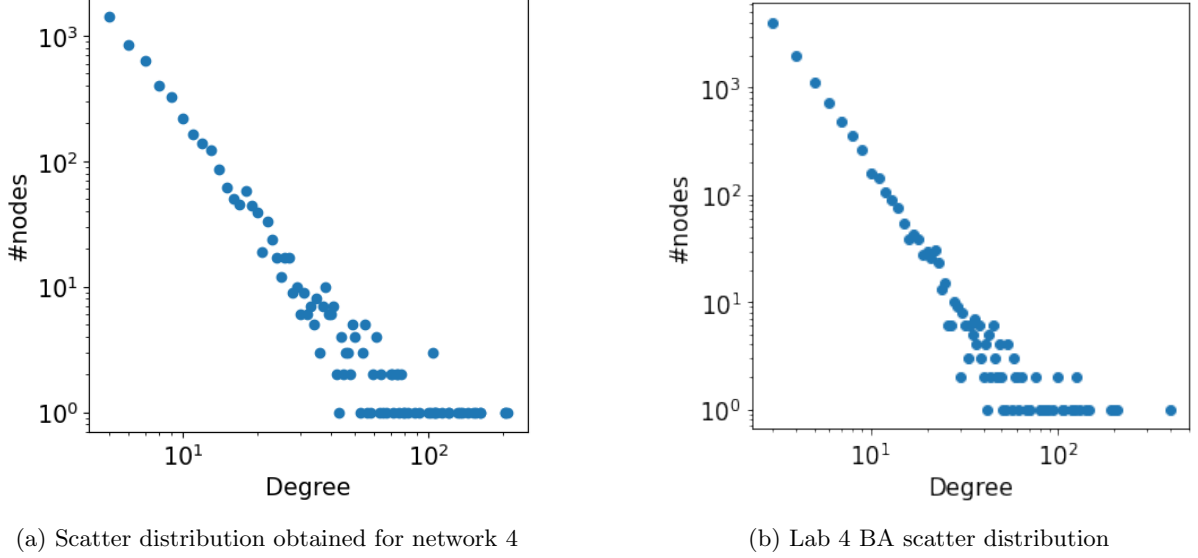 10³
10²
10¹
10⁰
#nodes
10¹
10²
Degree
(a) Scatter distribution obtained for network 4
10³
10²
10¹
10⁰
#nodes
10¹
10²
Degree
(b) Lab 4 BA scatter distribution